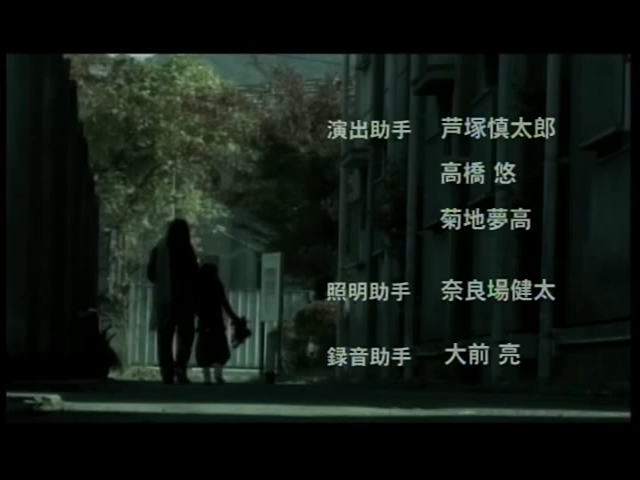 演出助手 芦塚慎太郎
高橋 悠
菊地夢高
照明助手 奈良場健太
録音助手 大前 亮